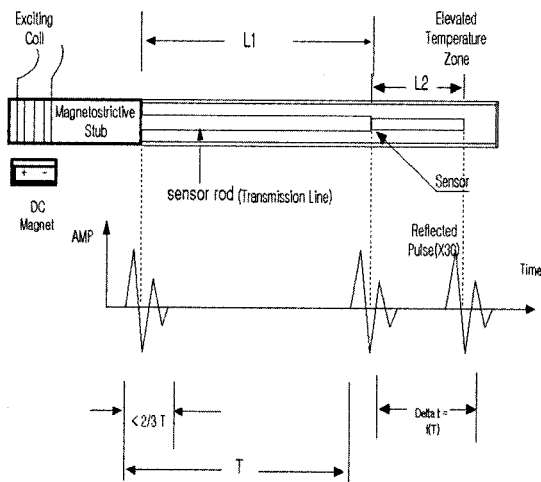 Exciting
Coil
L1
Elevated
Temperature
Zone
L2
Magnetostrictive
Stub
+ -
DC
Magnet
sensor rod (Transmission Line)
Sensor
AMP
Reflected
Pulse(X30)
Time
< 2/3 T
Delta t =
f(T)
T